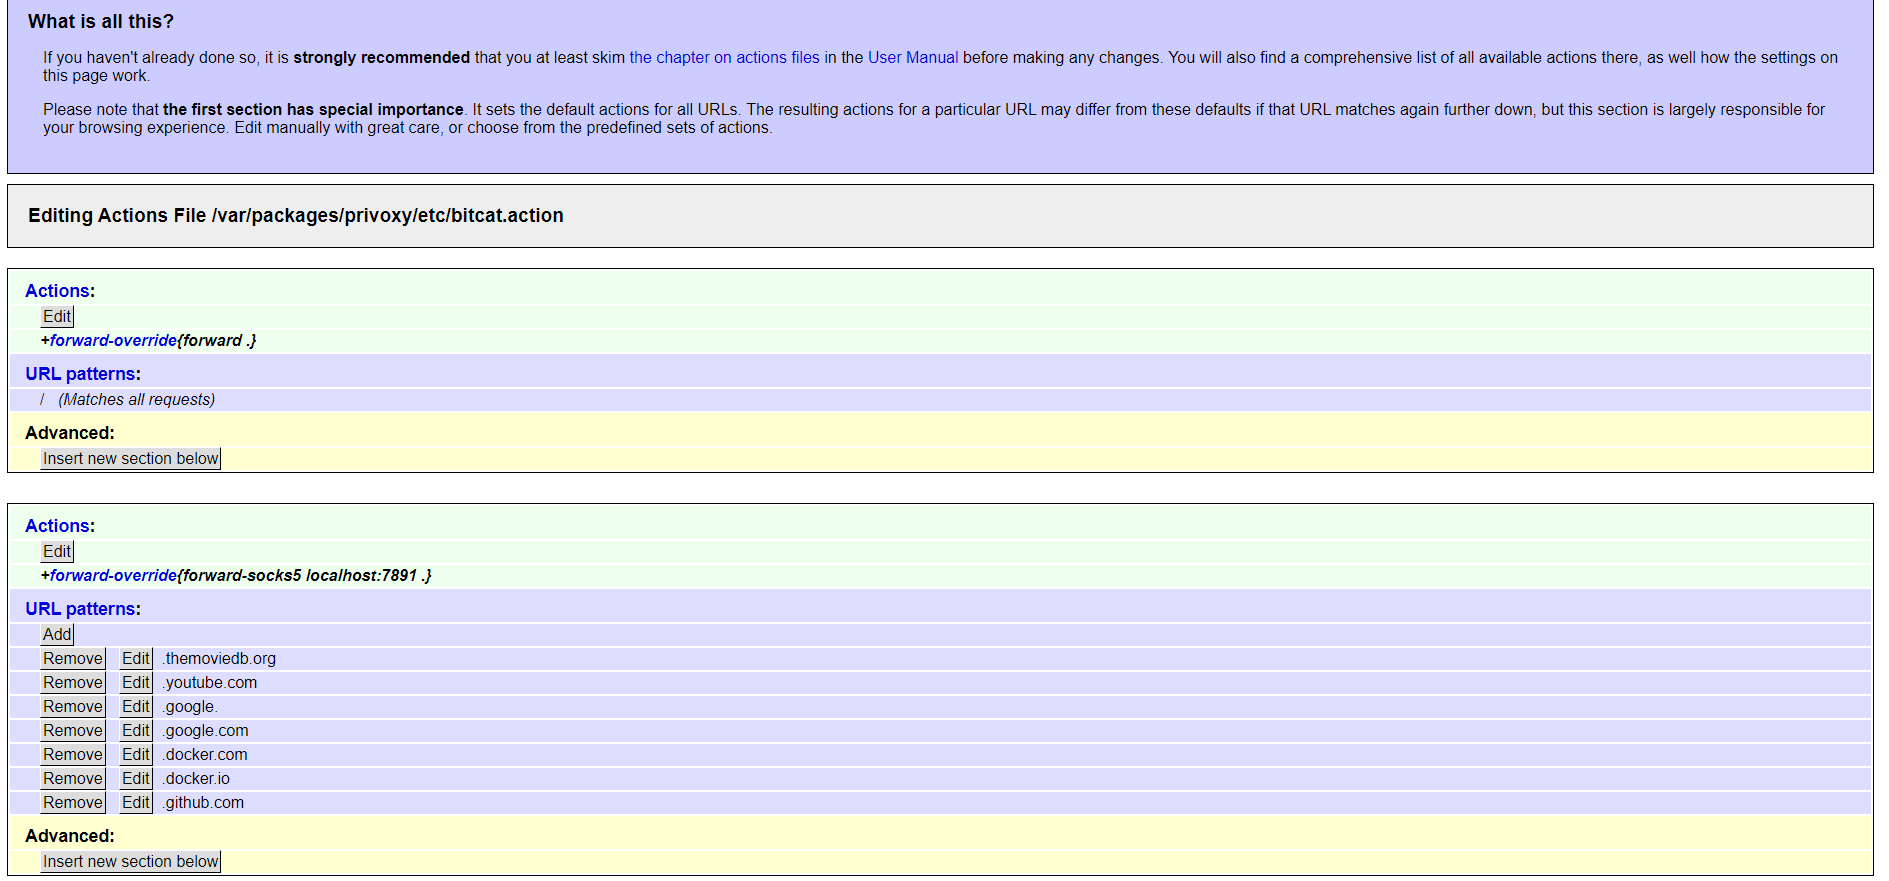 What is all this?
If you haven't already done so, it is strongly recommended that you at least skim the chapter on actions files in the User Manual before making any changes. You will also find a comprehensive list of all available actions there, as well how the settings on
this page work.
Please note that the first section has special importance. It sets the default actions for all URLs. The resulting actions for a particular URL may differ from these defaults if that URL matches again further down, but this section is largely responsible for
your browsing experience. Edit manually with great care, or choose from the predefined sets of actions.
Editing Actions File /var/packages/privoxy/etc/bitcat.action
Actions:
Edit
+forward-override{forward .}
URL patterns:
/ (Matches all requests)
Advanced:
Insert new section below
Actions:
Edit
+forward-override{forward-socks5 localhost:7891 .}
URL patterns:
Add
Remove Edit .themoviedb.org
Remove Edit .youtube.com
Remove Edit .google.
Remove Edit .google.com
Remove Edit .docker.com
Remove Edit .docker.io
Remove Edit .github.com
Advanced:
Insert new section below